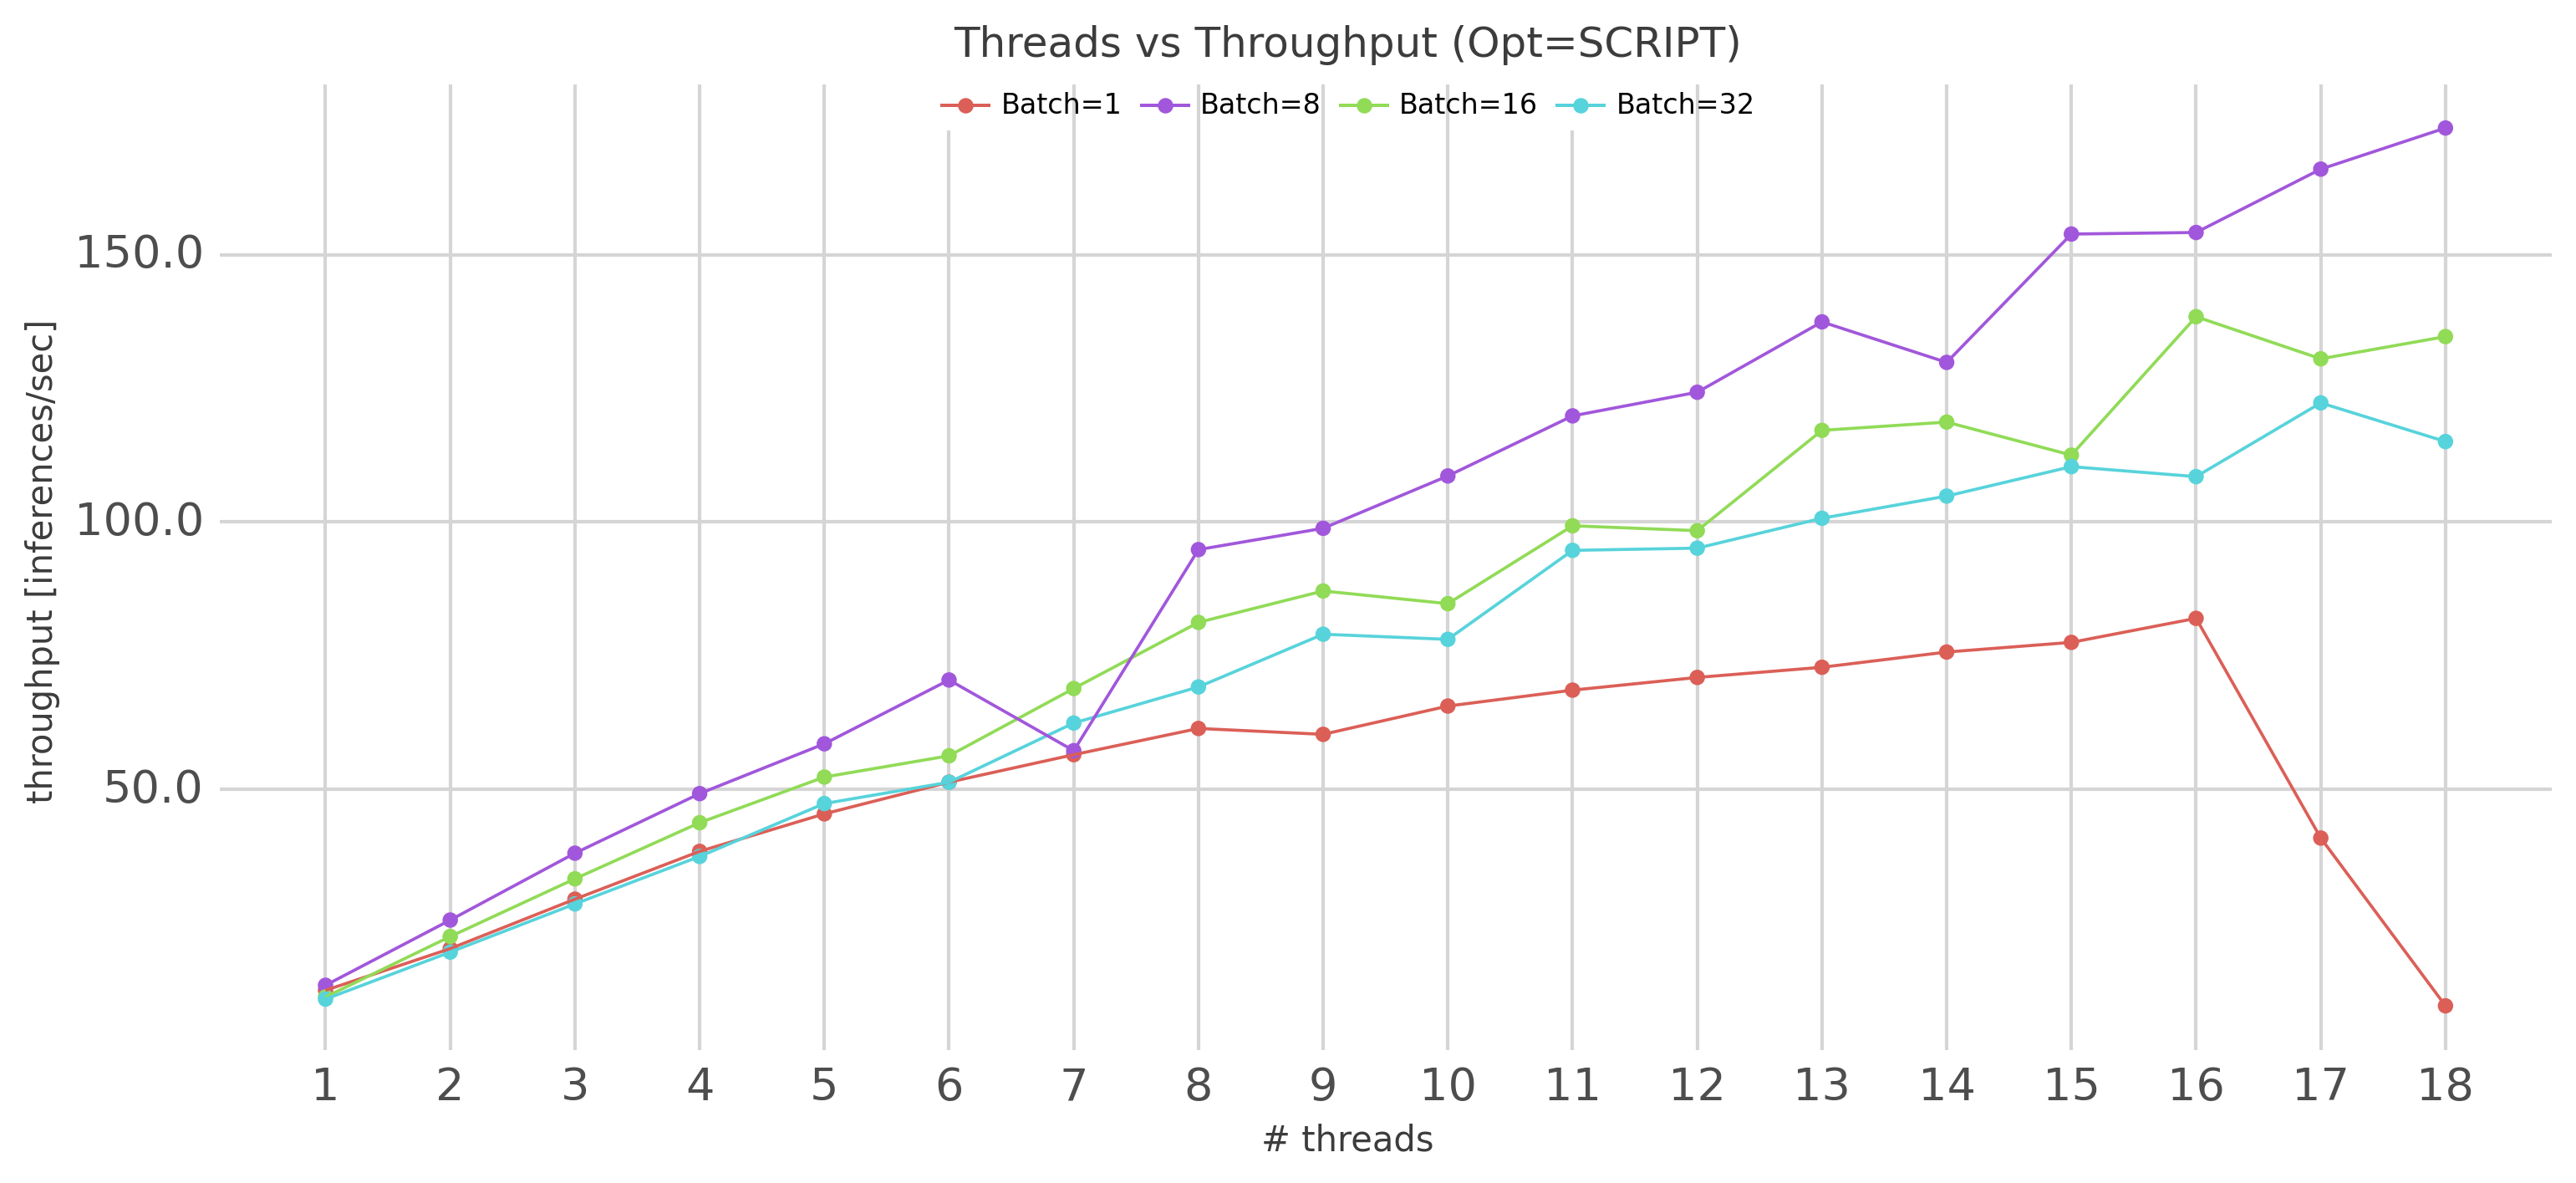 Threads vs Throughput (Opt=SCRIPT)
Batch=1 Batch=8 Batch=16 Batch=32
throughput [inferences/sec]
150.0
100.0
50.0
1 2 3 4 5 6 7 8 9 10 11 12 13 14 15 16 17 18
# threads